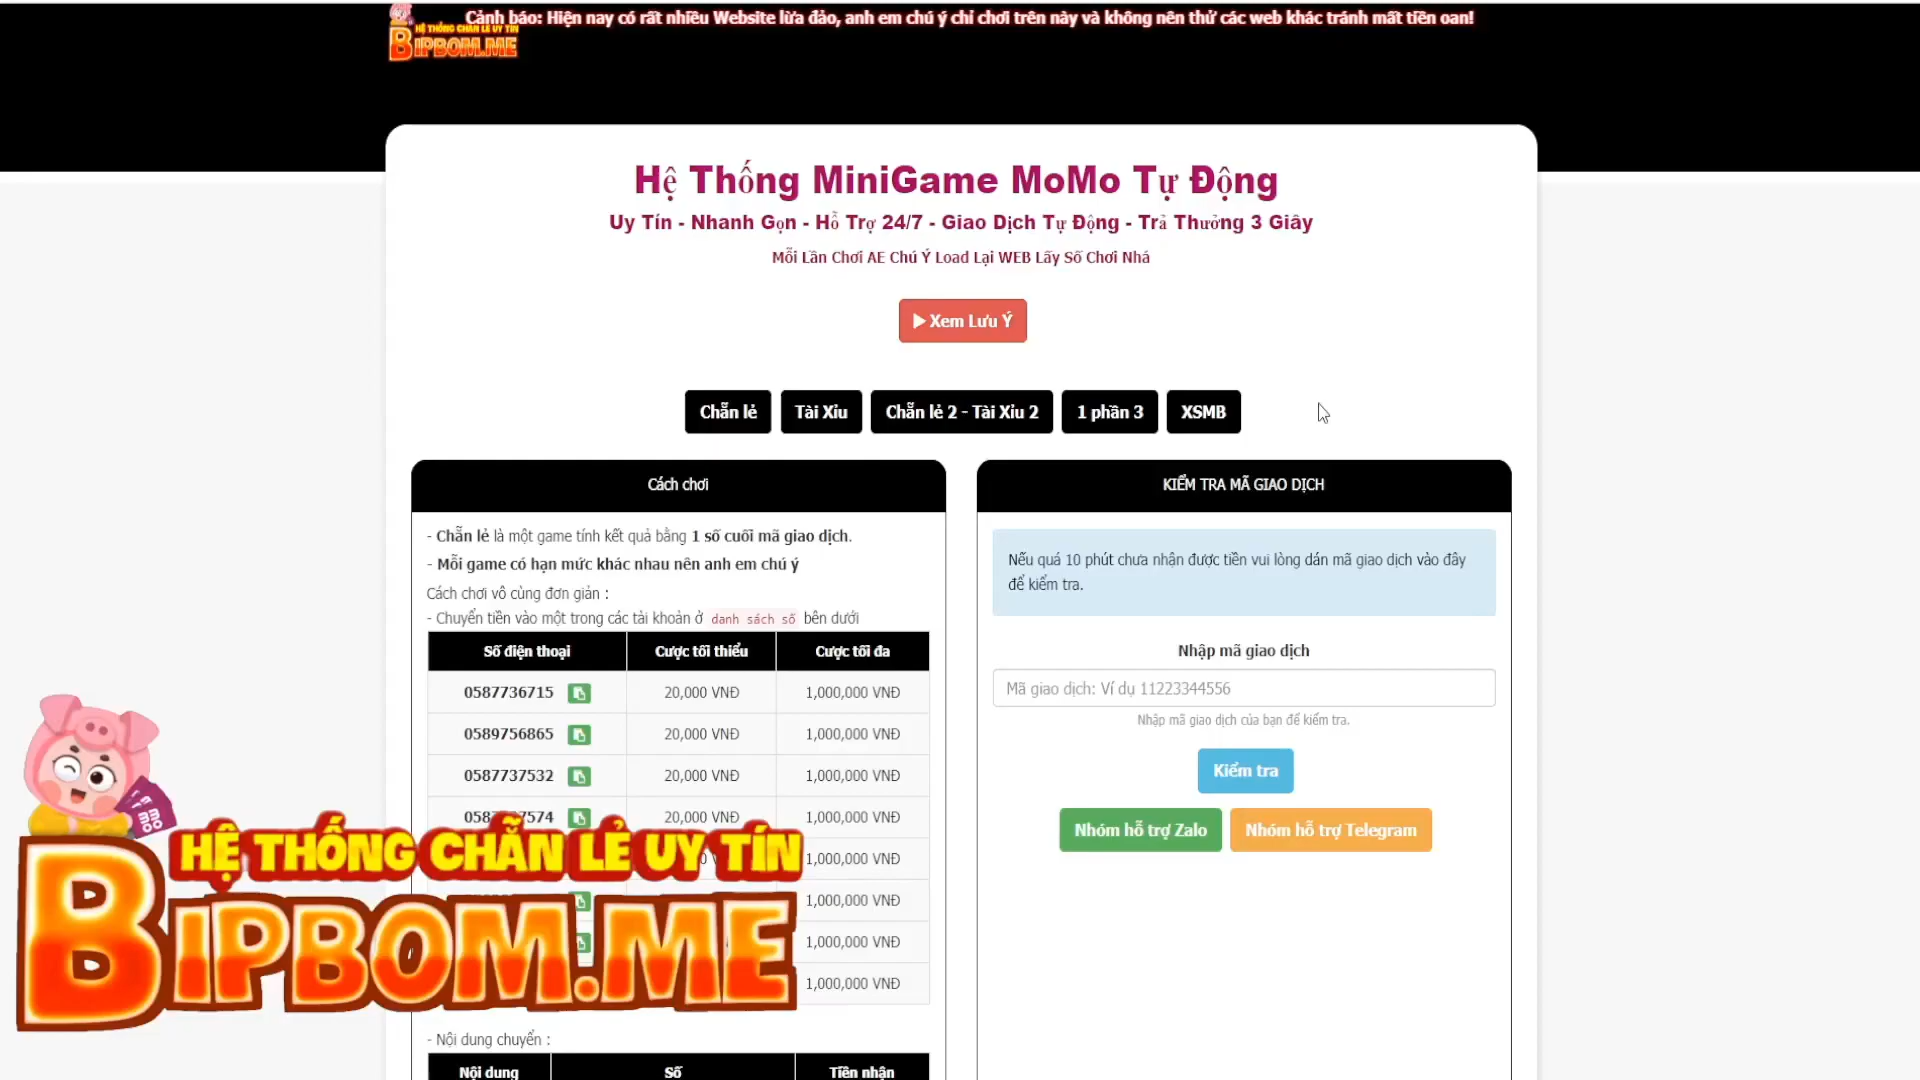 Cảnh báo: Hiện nay có rất nhiều Website lừa đảo, anh em chú ý chỉ chơi trên này và không nên thử các web khác tránh mất tiền oan!
HỆ THỐNG CHẴN LẺ UY TÍN
BIPBOM.ME
Hệ Thống MiniGame MoMo Tự Động
Uy Tín - Nhanh Gọn - Hỗ Trợ 24/7 - Giao Dịch Tự Động - Trả Thưởng 3 Giây
Mỗi Lần Chơi AE Chú Ý Load Lại WEB Lấy Số Chơi Nhá
Xem Lưu Ý
Chẵn lẻ Tài Xỉu Chẵn lẻ 2 - Tài Xỉu 2 1 phần 3 XSMB
Cách chơi
- Chẵn lẻ là một game tính kết quả bằng 1 số cuối mã giao dịch.
- Mỗi game có hạn mức khác nhau nên anh em chú ý
Cách chơi vô cùng đơn giản :
- Chuyển tiền vào một trong các tài khoản ở danh sách số bên dưới
Số điện thoại Cược tối thiểu Cược tối đa
0587736715 20,000 VNĐ 1,000,000 VNĐ
0589756865 20,000 VNĐ 1,000,000 VNĐ
0587737532 20,000 VNĐ 1,000,000 VNĐ
20,000 VNĐ 1,000,000 VNĐ
1,000,000 VNĐ
1,000,000 VNĐ
1,000,000 VNĐ
1,000,000 VNĐ
- Nội dung chuyển :
Nội dung Số Tiền nhận
KIỂM TRA MÃ GIAO DỊCH
Nếu quá 10 phút chưa nhận được tiền vui lòng dán mã giao dịch vào đây
để kiểm tra.
Nhập mã giao dịch
Mã giao dịch: Ví dụ 11223344556
Nhập mã giao dịch của bạn để kiểm tra.
Kiểm tra
Nhóm hỗ trợ Zalo Nhóm hỗ trợ Telegram
mo
mo
HỆ THỐNG CHẴN LẺ UY TÍN
BIPBOM.ME